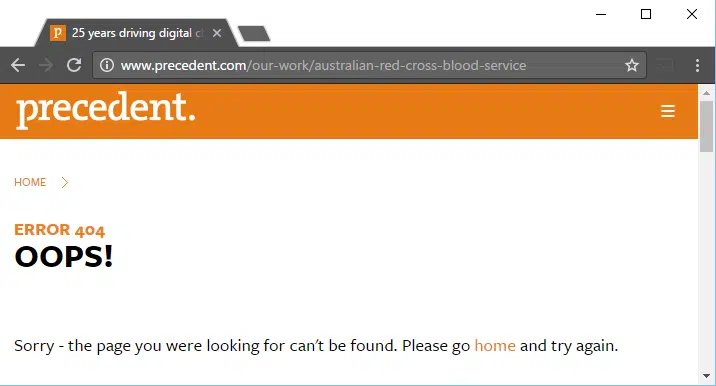 25 years driving digital c
www.precedent.com/our-work/australian-red-cross-blood-service
precedent.
HOME
ERROR 404
OOPS!
Sorry - the page you were looking for can't be found. Please go home and try again.